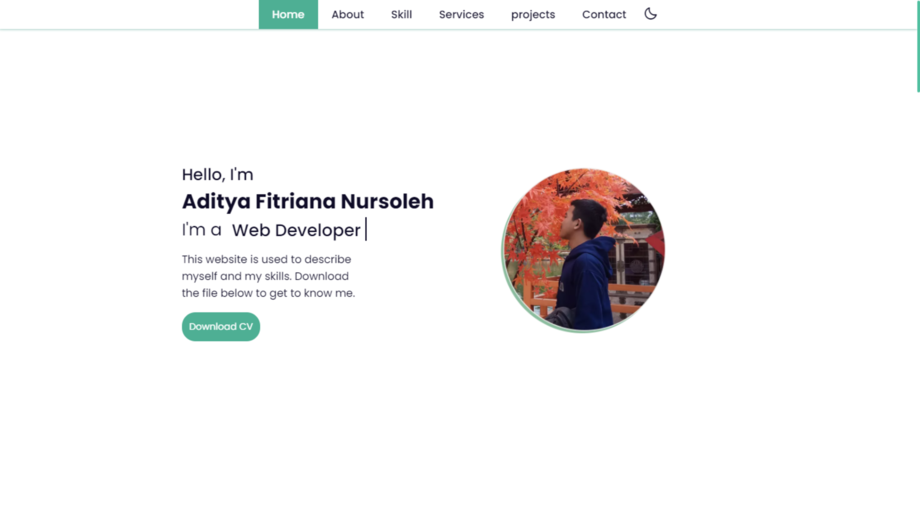 Home About Skill Services projects Contact
Hello, I'm
Aditya Fitriana Nursoleh
I'm a Web Developer
This website is used to describe
myself and my skills. Download
the file below to get to know me.
Download CV